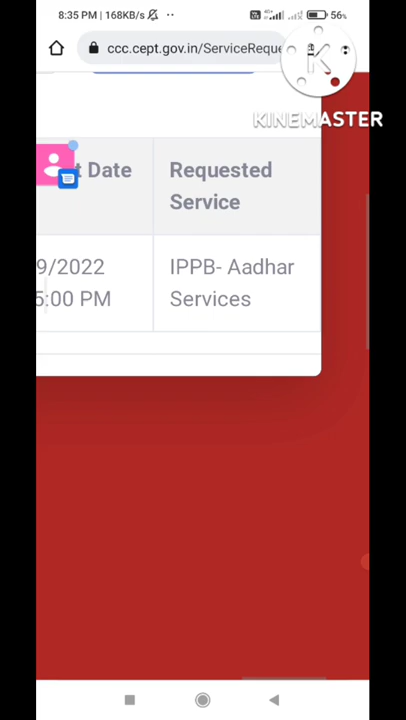 8:35 PM | 168KB/s
56%
ccc.cept.gov.in/ServiceReque
KINEMASTER
t Date
Requested
Service
9/2022
5:00 PM
IPPB- Aadhar
Services